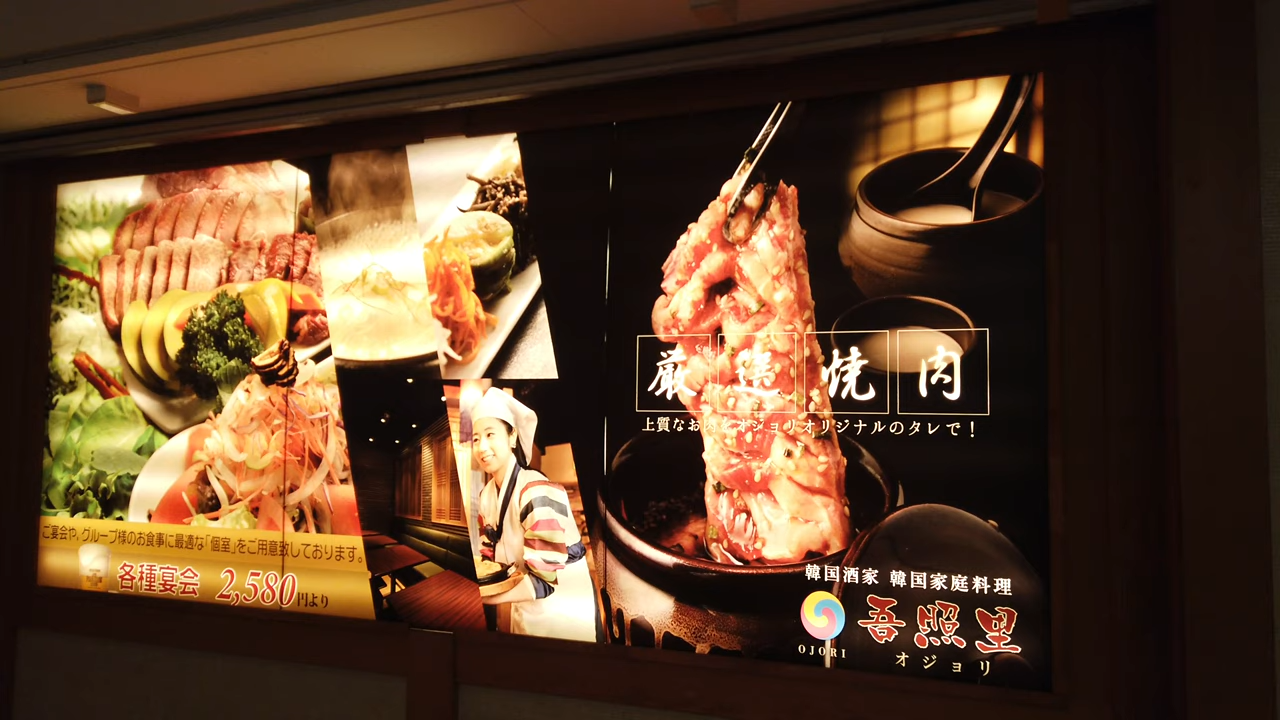 厳選焼肉
上質なお肉をオジョリオリジナルのタレで！
ご宴会や、グループ様のお食事に最適な「個室」をご用意致しております。
各種宴会 2,580円より
韓国酒家 韓国家庭料理
吾照里
OJORI
オジョリ